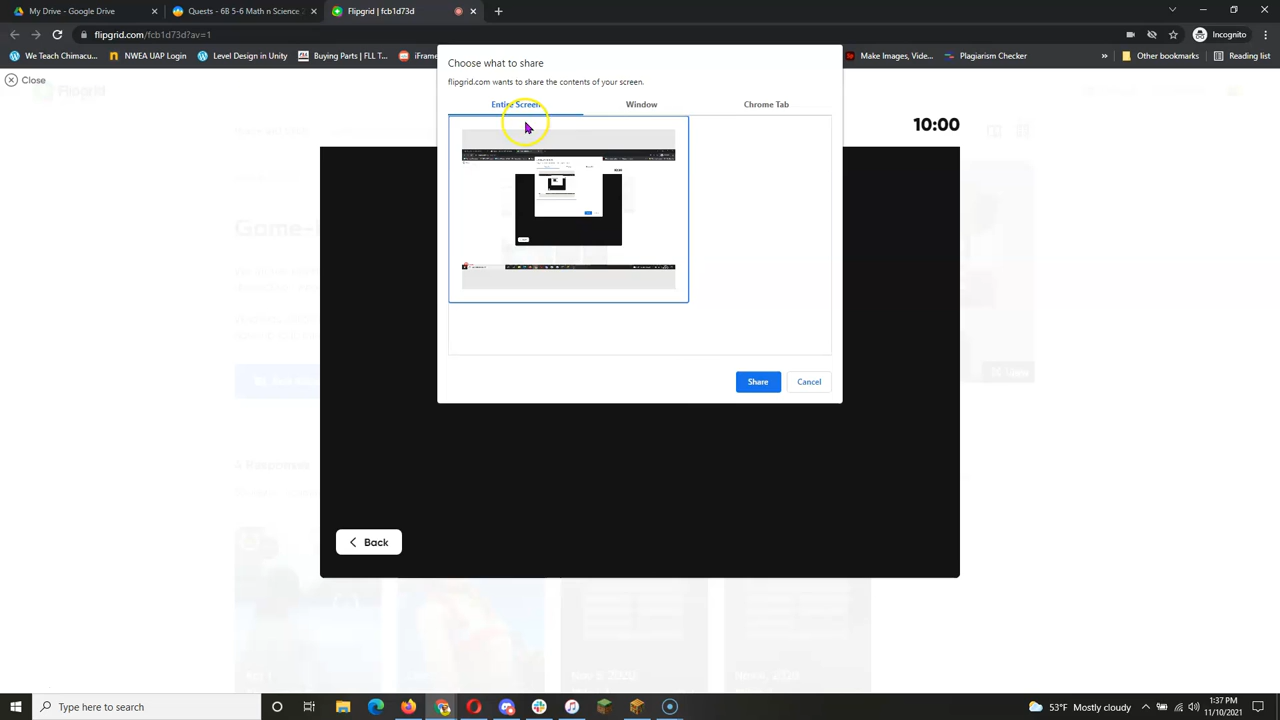 My Drive - Google Drive
Quests - 6B 5-6 Math n Science
Flipgrid | fcb1d73d
flipgrid.com/fcb1d73d?av=1
Incognito
We Teach Chimacu...
NWEA/UAP Login
Level Design in Unity
Buying Parts | FLL T...
iFrame
Make Images, Video...
Plagiarism Checker
Other Bookmarks
Reading list
Close
Flipgrid
Choose what to share
flipgrid.com wants to share the contents of your screen.
Entire Screen
Window
Chrome Tab
10:00
Share
Cancel
Back
Type here to search
53°F Mostly cloudy
1:37 PM
11/10/2021